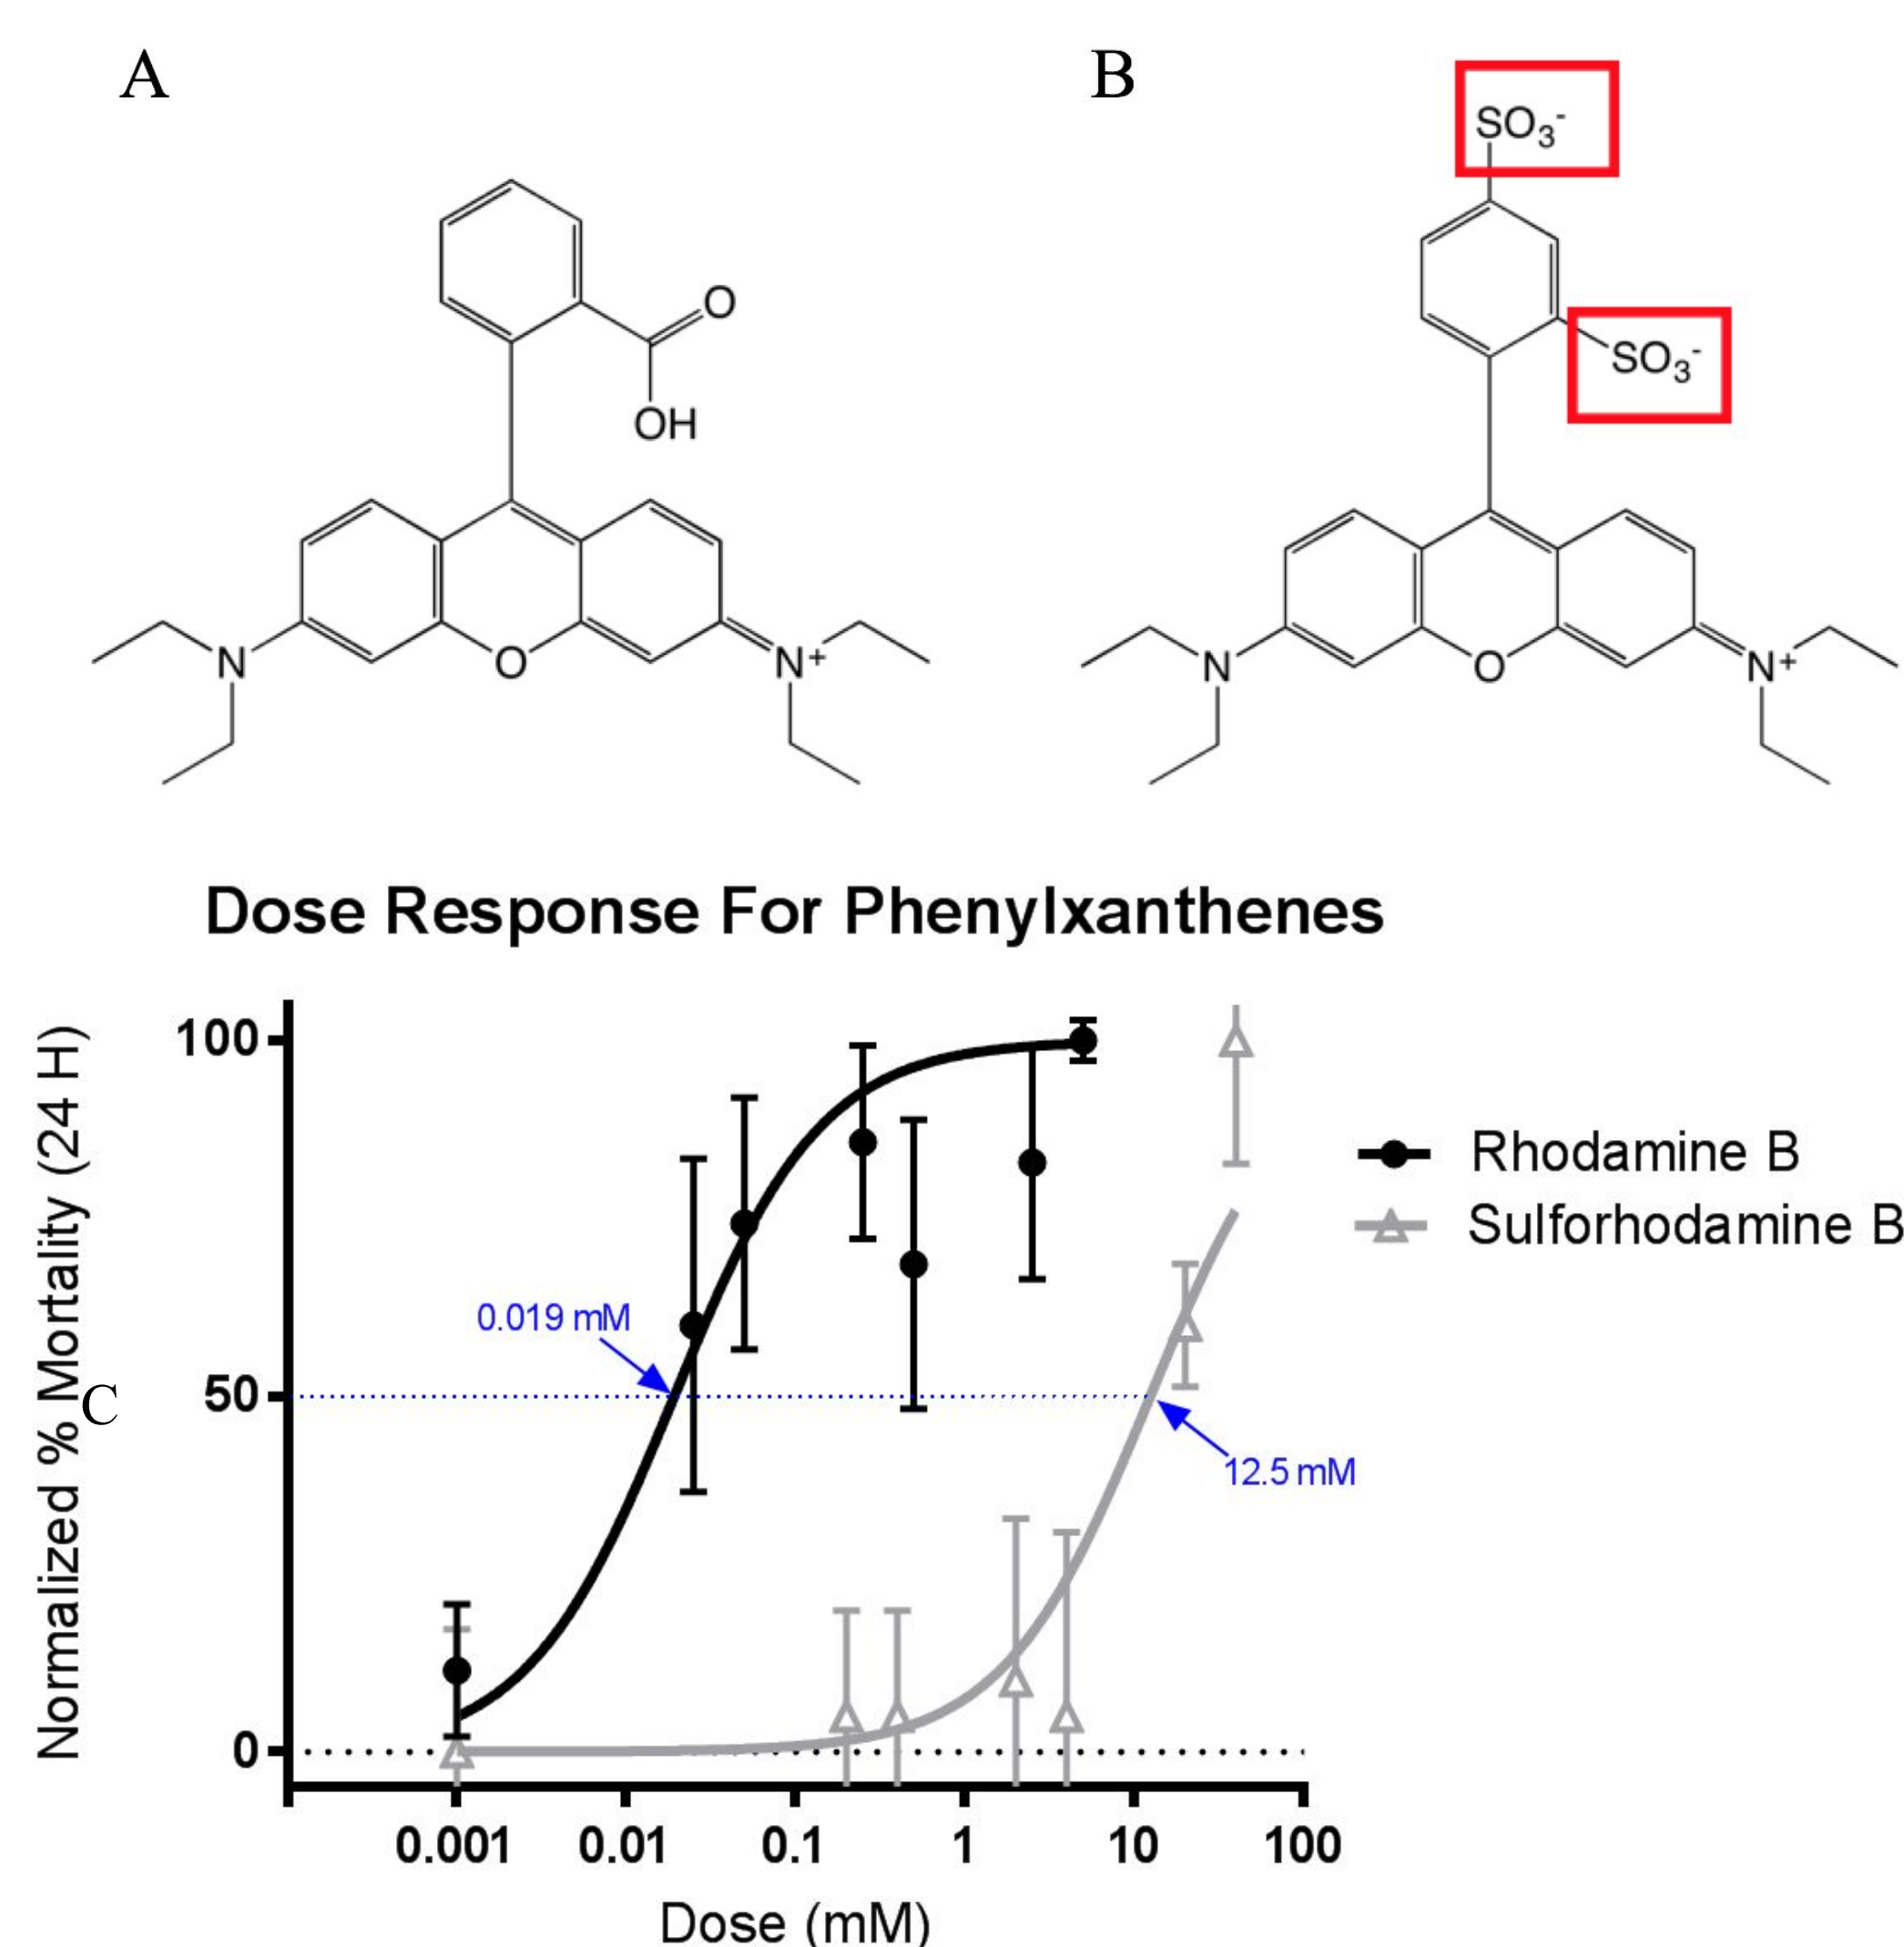 A
B
SO3-
SO3-
O
OH
N
O
N+
N
O
N+
Dose Response For Phenylxanthenes
Normalized % Mortality (24 H)
C
100
50
0
0.019 mM
12.5 mM
Rhodamine B
Sulforhodamine B
0.001
0.01
0.1
1
10
100
Dose (mM)